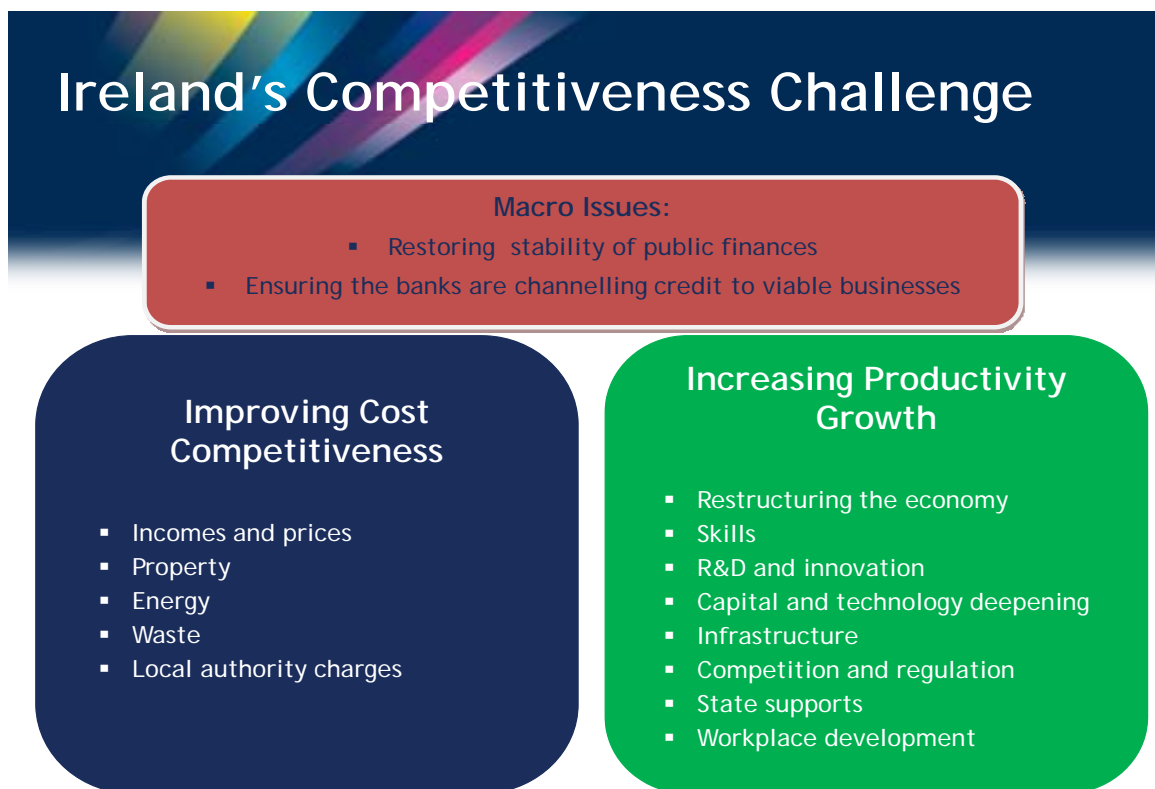 Ireland's Competitiveness Challenge
Macro Issues:
▪ Restoring stability of public finances
▪ Ensuring the banks are channelling credit to viable businesses
Improving Cost
Competitiveness
▪ Incomes and prices
▪ Property
▪ Energy
▪ Waste
▪ Local authority charges
Increasing Productivity
Growth
▪ Restructuring the economy
▪ Skills
▪ R&D and innovation
▪ Capital and technology deepening
▪ Infrastructure
▪ Competition and regulation
▪ State supports
▪ Workplace development